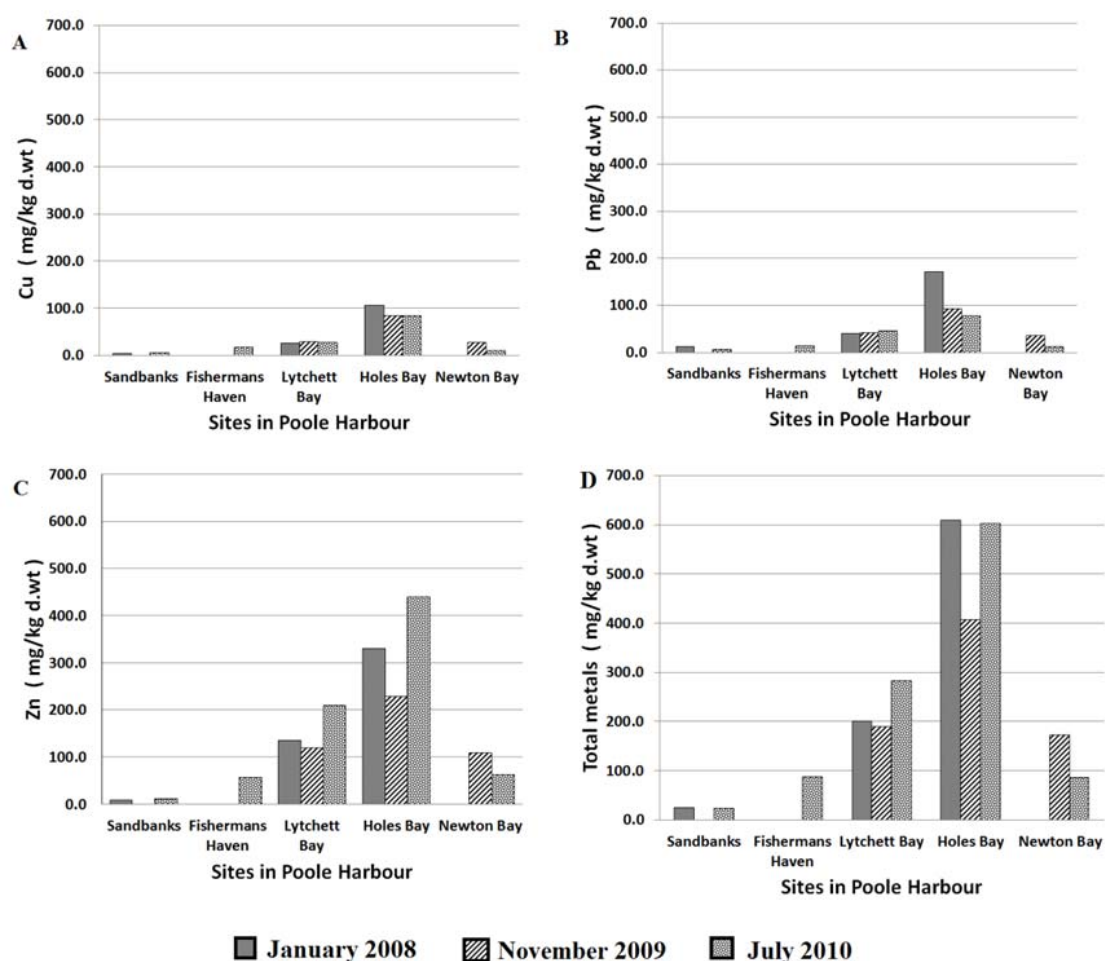 A
Cu ( mg/kg d.wt )
700.0
600.0
500.0
400.0
300.0
200.0
100.0
0.0
Sandbanks Fishermans Lytchett Holes Bay Newton Bay
Haven Bay
Sites in Poole Harbour
B
Pb ( mg/kg d.wt )
700.0
600.0
500.0
400.0
300.0
200.0
100.0
0.0
Sandbanks Fishermans Lytchett Holes Bay Newton
Haven Bay Bay
Sites in Poole Harbour
C
Zn ( mg/kg d.wt )
700.0
600.0
500.0
400.0
300.0
200.0
100.0
0.0
Sandbanks Fishermans Lytchett Holes Bay Newton Bay
Haven Bay
Sites in Poole Harbour
D
Total metals ( mg/kg d.wt )
700.0
600.0
500.0
400.0
300.0
200.0
100.0
0.0
Sandbanks Fishermans Lytchett Bay Holes Bay Newton Bay
Haven
Sites in Poole Harbour
January 2008 November 2009 July 2010